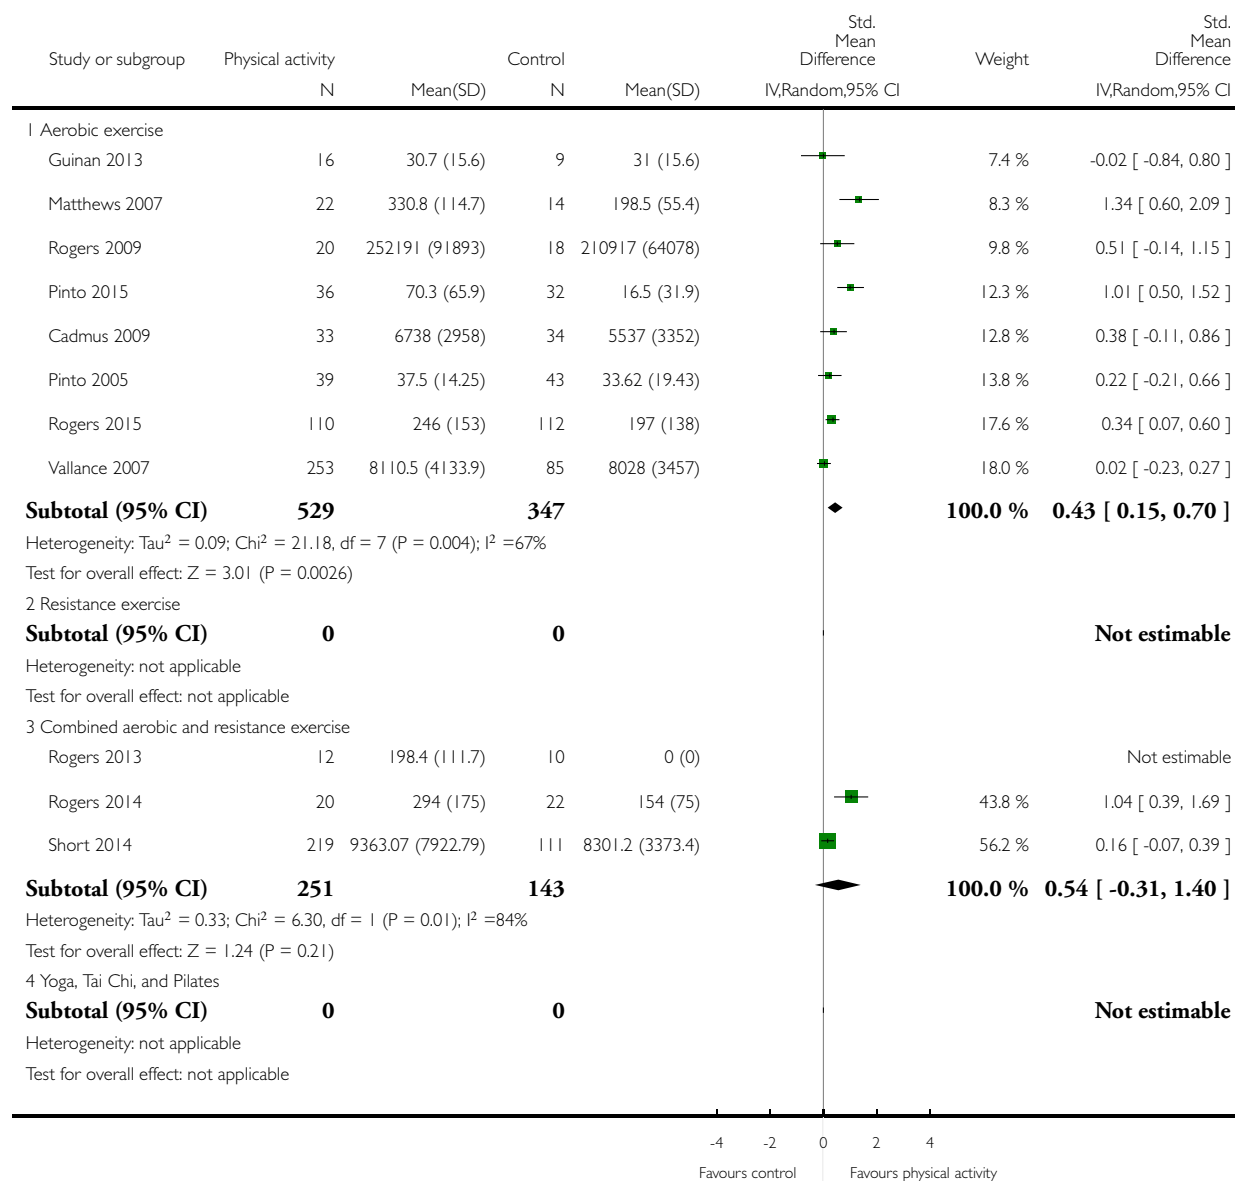 Std. Std.
Mean Mean
Study or subgroup Physical activity Control Difference Weight Difference
N Mean(SD) N Mean(SD) IV,Random,95% CI IV,Random,95% CI
1 Aerobic exercise
Guinan 2013 16 30.7 (15.6) 9 31 (15.6) 7.4 % -0.02 [ -0.84, 0.80 ]
Matthews 2007 22 330.8 (114.7) 14 198.5 (55.4) 8.3 % 1.34 [ 0.60, 2.09 ]
Rogers 2009 20 252191 (91893) 18 210917 (64078) 9.8 % 0.51 [ -0.14, 1.15 ]
Pinto 2015 36 70.3 (65.9) 32 16.5 (31.9) 12.3 % 1.01 [ 0.50, 1.52 ]
Cadmus 2009 33 6738 (2958) 34 5537 (3352) 12.8 % 0.38 [ -0.11, 0.86 ]
Pinto 2005 39 37.5 (14.25) 43 33.62 (19.43) 13.8 % 0.22 [ -0.21, 0.66 ]
Rogers 2015 110 246 (153) 112 197 (138) 17.6 % 0.34 [ 0.07, 0.60 ]
Vallance 2007 253 8110.5 (4133.9) 85 8028 (3457) 18.0 % 0.02 [ -0.23, 0.27 ]
Subtotal (95% CI) 529 347 100.0 % 0.43 [ 0.15, 0.70 ]
Heterogeneity: Tau² = 0.09; Chi² = 21.18, df = 7 (P = 0.004); I² =67%
Test for overall effect: Z = 3.01 (P = 0.0026)
2 Resistance exercise
Subtotal (95% CI) 0 0 Not estimable
Heterogeneity: not applicable
Test for overall effect: not applicable
3 Combined aerobic and resistance exercise
Rogers 2013 12 198.4 (111.7) 10 0 (0) Not estimable
Rogers 2014 20 294 (175) 22 154 (75) 43.8 % 1.04 [ 0.39, 1.69 ]
Short 2014 219 9363.07 (7922.79) 111 8301.2 (3373.4) 56.2 % 0.16 [ -0.07, 0.39 ]
Subtotal (95% CI) 251 143 100.0 % 0.54 [ -0.31, 1.40 ]
Heterogeneity: Tau² = 0.33; Chi² = 6.30, df = 1 (P = 0.01); I² =84%
Test for overall effect: Z = 1.24 (P = 0.21)
4 Yoga, Tai Chi, and Pilates
Subtotal (95% CI) 0 0 Not estimable
Heterogeneity: not applicable
Test for overall effect: not applicable
-4 -2 0 2 4
Favours control Favours physical activity